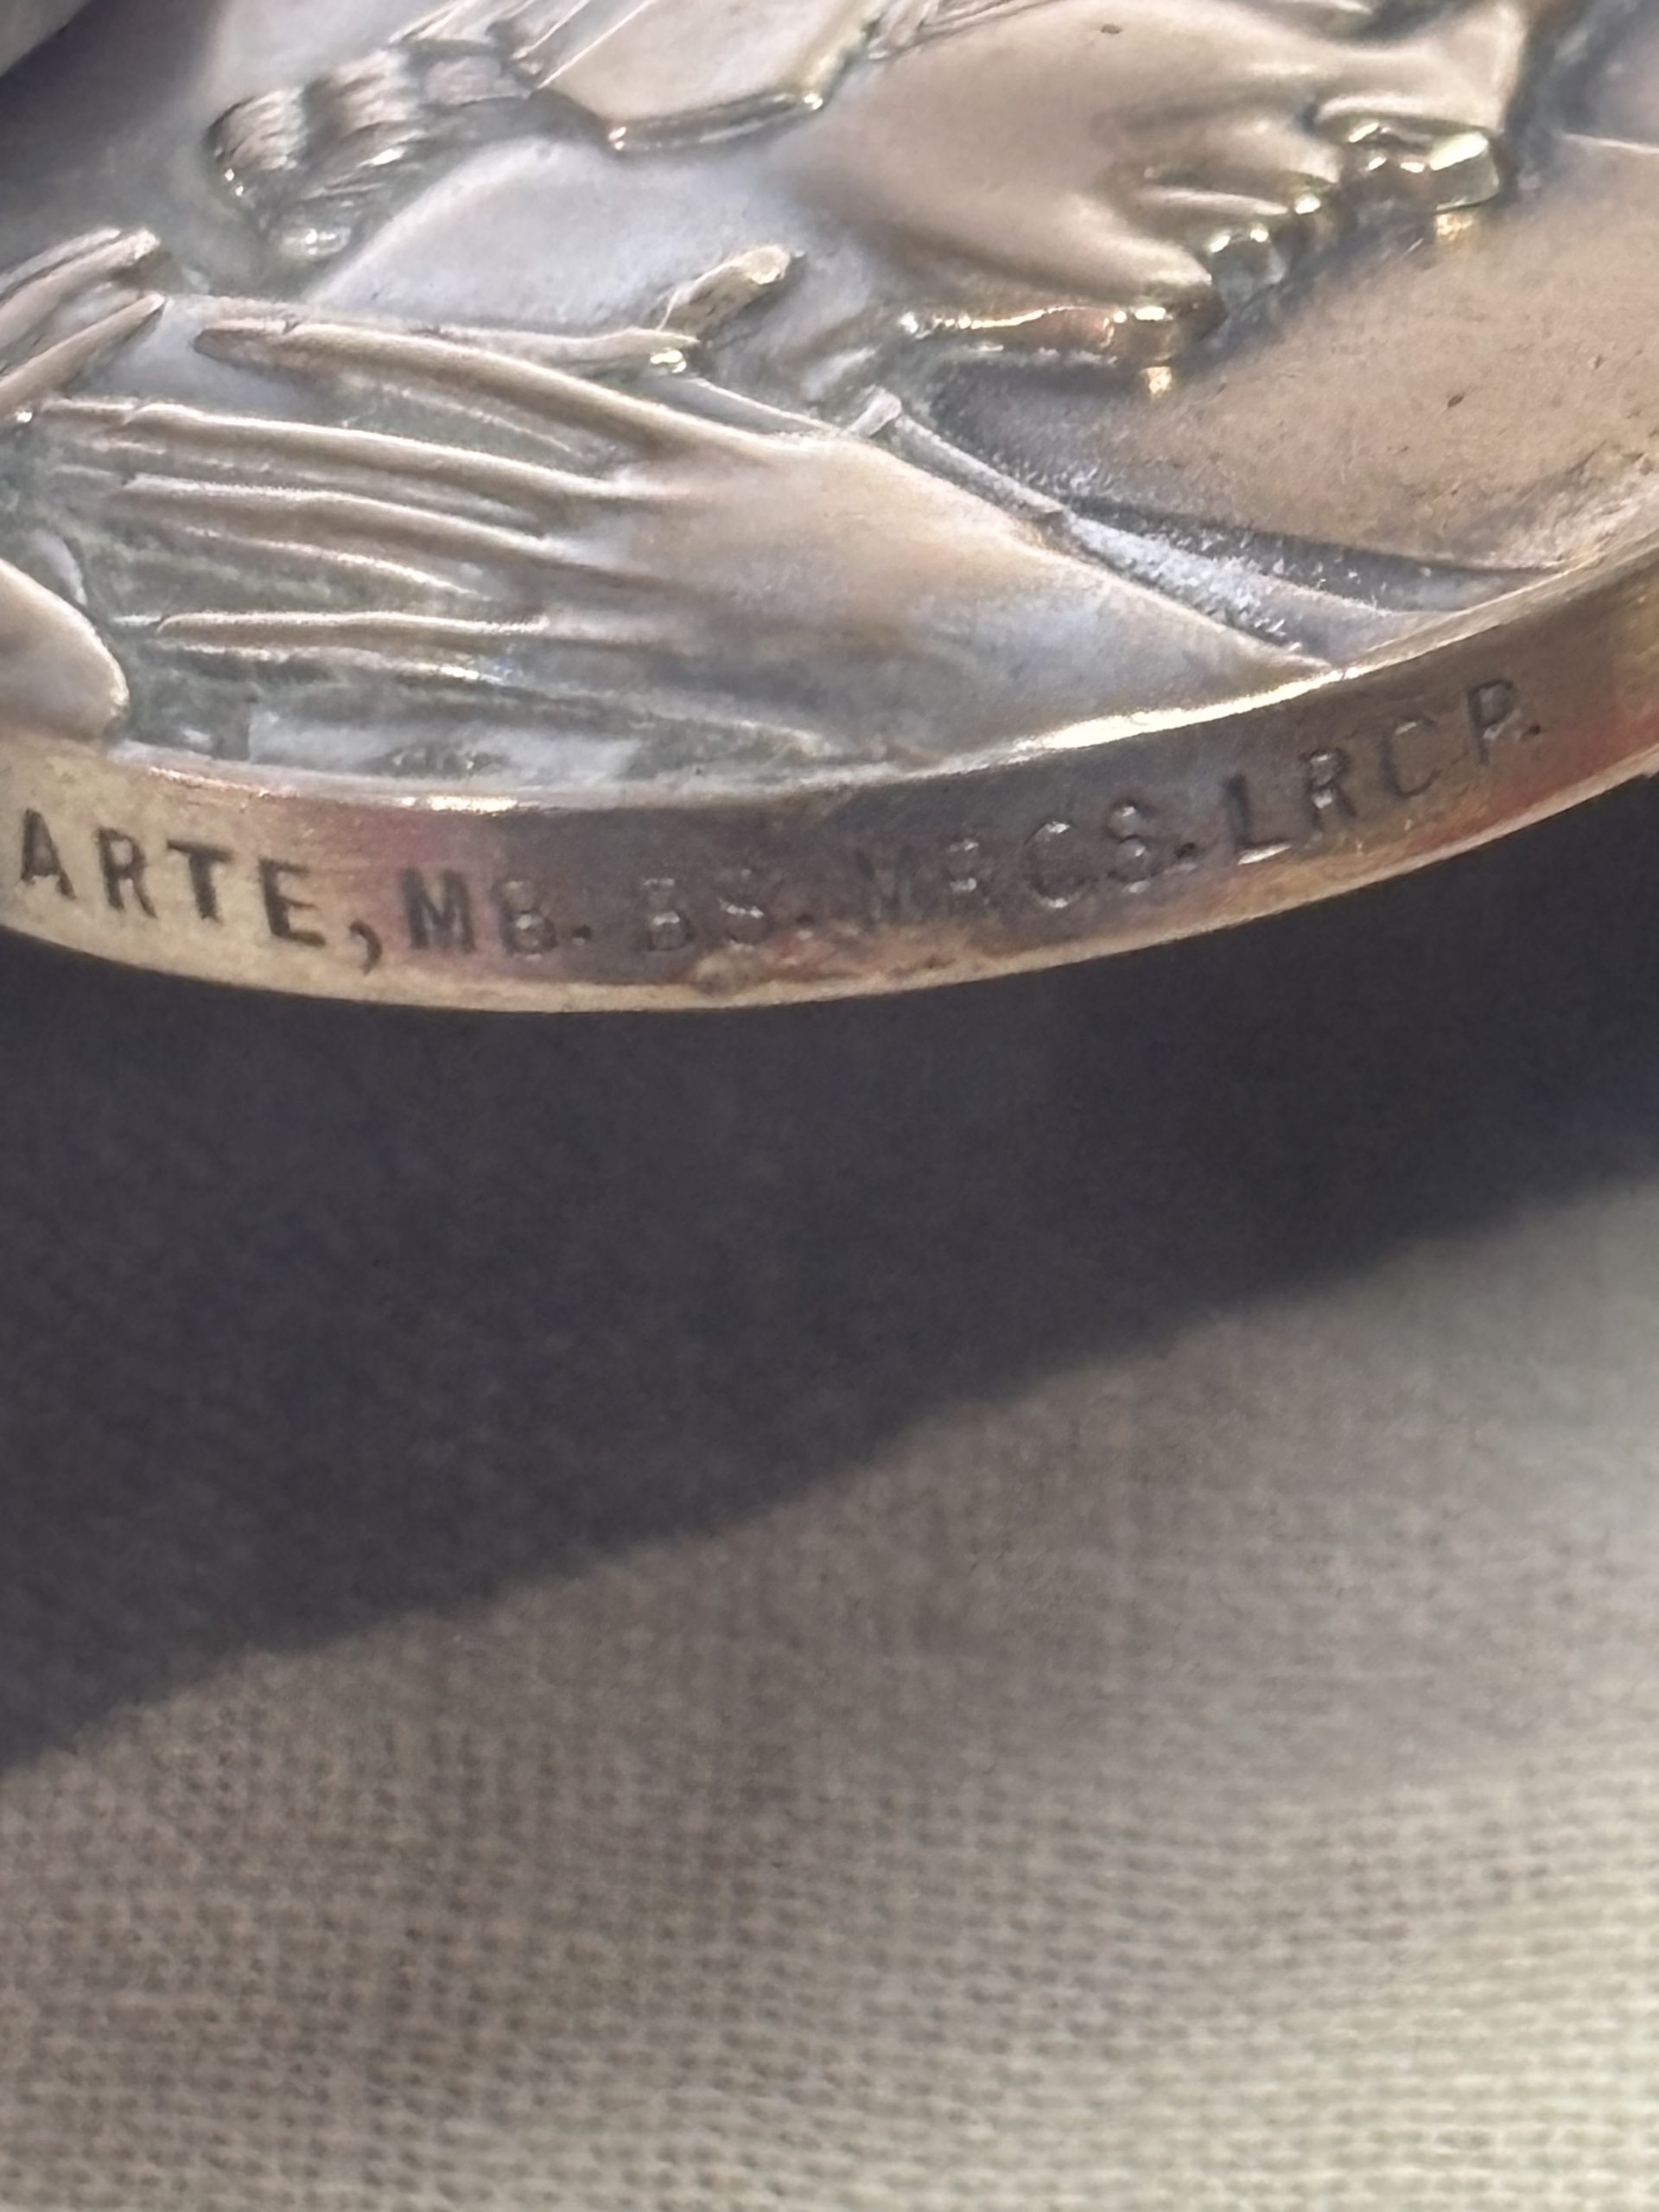 ARTE, MB. BS. MRCS. LRCP.